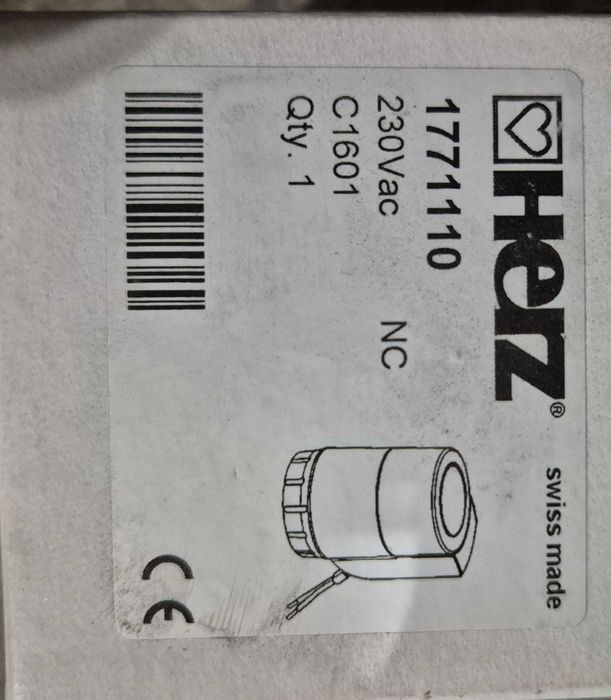 Herz® swiss made
1771110
230Vac NC
C1601
Qty. 1
CE